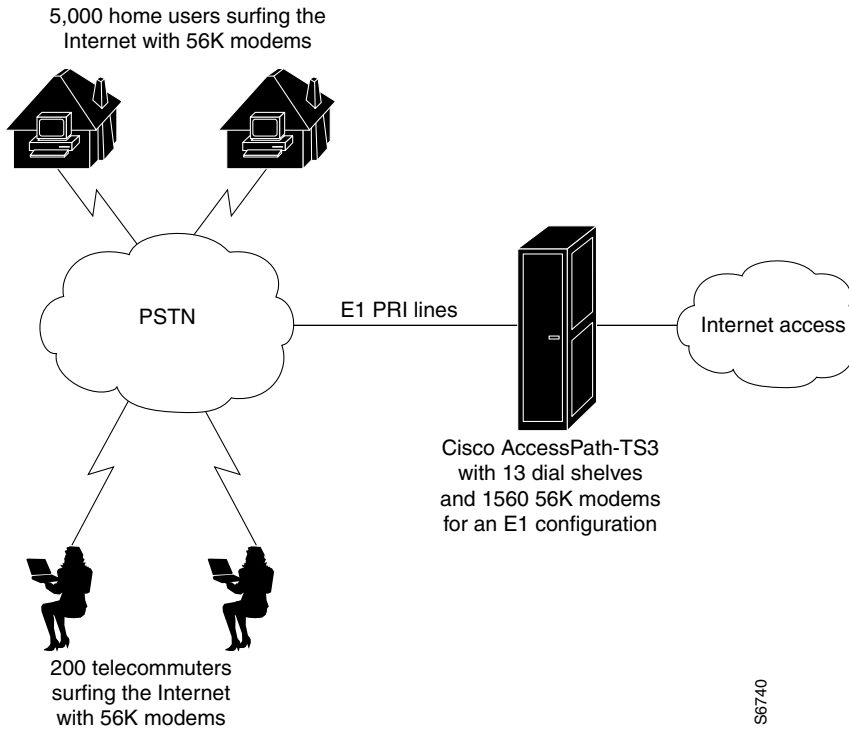 5,000 home users surfing the
Internet with 56K modems
PSTN
E1 PRI lines
Internet access
Cisco AccessPath-TS3
with 13 dial shelves
and 1560 56K modems
for an E1 configuration
200 telecommuters
surfing the Internet
with 56K modems
S6740